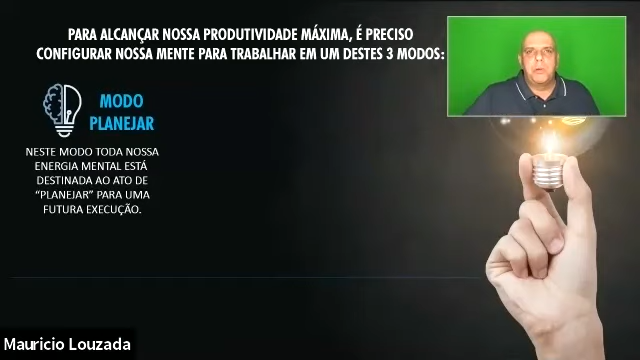 PARA ALCANÇAR NOSSA PRODUTIVIDADE MÁXIMA, É PRECISO
CONFIGURAR NOSSA MENTE PARA TRABALHAR EM UM DESTES 3 MODOS:
MODO
PLANEJAR
NESTE MODO TODA NOSSA
ENERGIA MENTAL ESTÁ
DESTINADA AO ATO DE
“PLANEJAR” PARA UMA
FUTURA EXECUÇÃO.
Mauricio Louzada